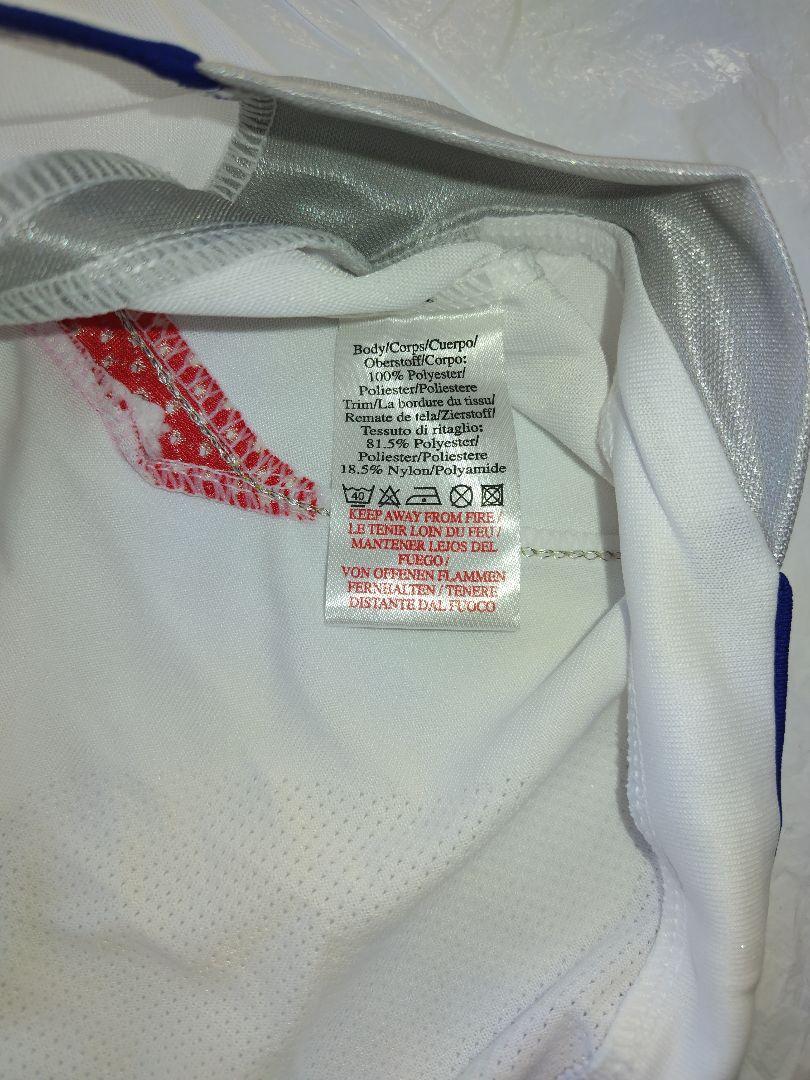 Body/Corps/Cuerpo/
Oberstoff/Corpo:
100% Polyester/
Poliester/Poliestere
Trim/La bordure du tissu/
Remate de tela/Zierstoff/
Tessuto di ritaglio:
81.5% Polyester/
Poliester/Poliestere
18.5% Nylon/Polyamide
40
KEEP AWAY FROM FIRE /
LE TENIR LOIN DU FEU /
MANTENER LEJOS DEL
FUEGO /
VON OFFENEN FLAMMEN
FERNHALTEN / TENERE
DISTANTE DAL FUOCO